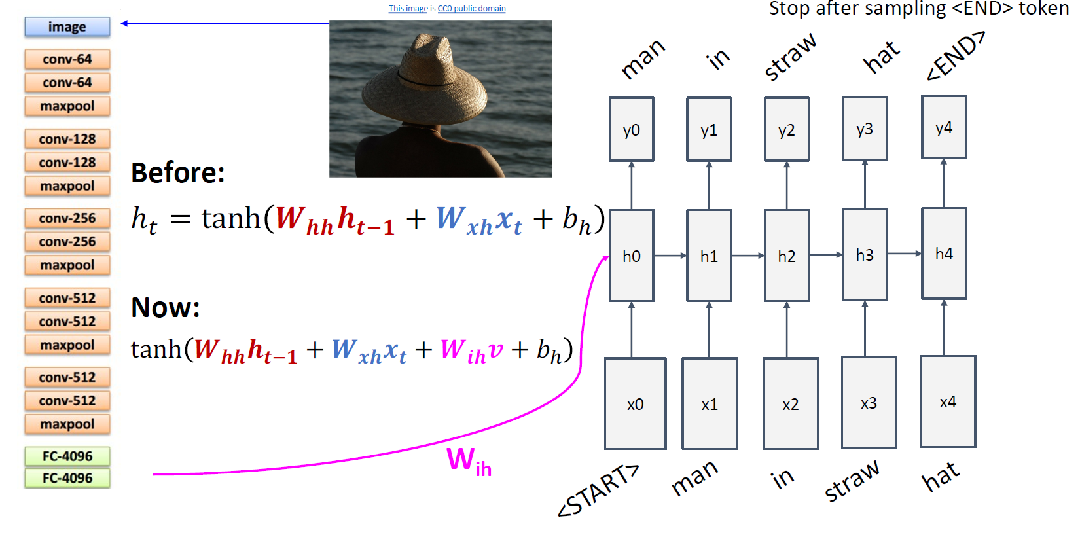 This image is CC0 public domain
Stop after sampling <END> token
image
conv-64
conv-64
maxpool
conv-128
conv-128
maxpool
conv-256
conv-256
maxpool
conv-512
conv-512
maxpool
conv-512
conv-512
maxpool
FC-4096
FC-4096
Before:
h_t = tanh(W_{hh}h_{t-1} + W_{xh}x_t + b_h)
Now:
tanh(W_{hh}h_{t-1} + W_{xh}x_t + W_{ih}v + b_h)
W_{ih}
man in straw hat <END>
y0 y1 y2 y3 y4
h0 h1 h2 h3 h4
x0 x1 x2 x3 x4
<START> man in straw hat